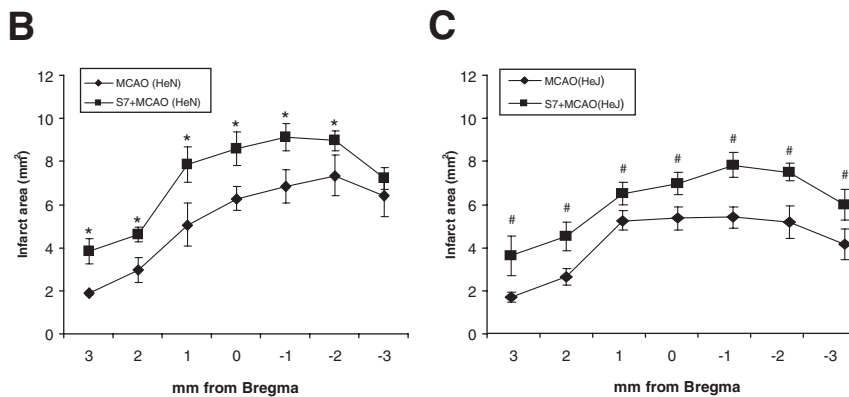 B
12
10
8
6
4
2
0
Infarct area (mm²)
MCAO (HeN)
S7+MCAO (HeN)
* * * * * *
3 2 1 0 -1 -2 -3
mm from Bregma
C
12
10
8
6
4
2
0
Infarct area (mm²)
MCAO(HeJ)
S7+MCAO(HeJ)
# # # # # # #
3 2 1 0 -1 -2 -3
mm from Bregma